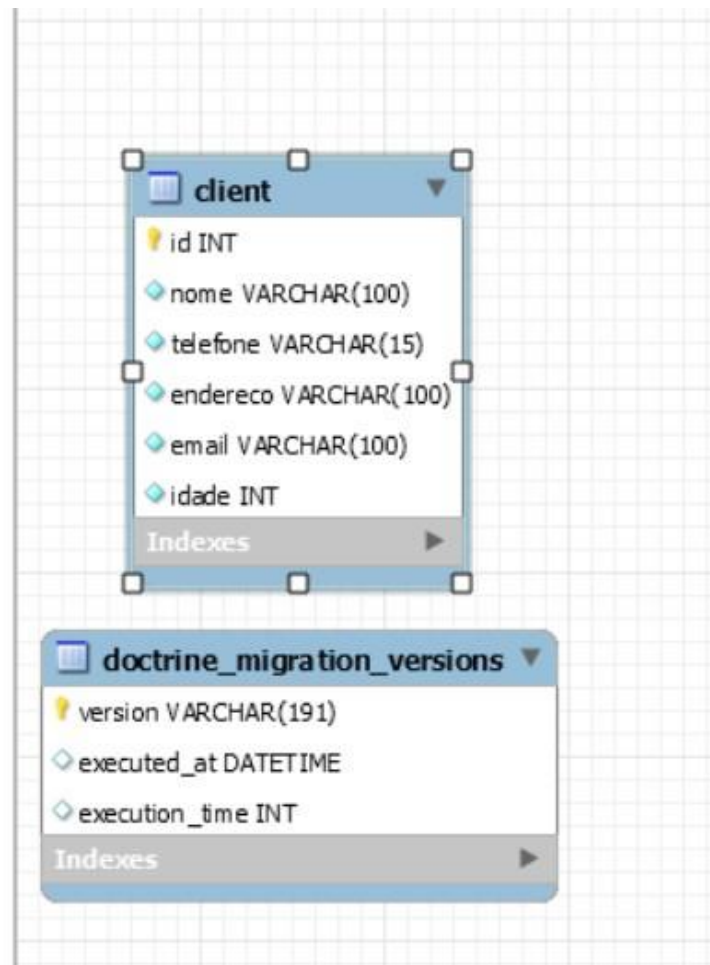 client
id INT
nome VARCHAR(100)
telefone VARCHAR(15)
endereco VARCHAR(100)
email VARCHAR(100)
idade INT
Indexes
doctrine_migration_versions
version VARCHAR(191)
executed_at DATETIME
execution_time INT
Indexes